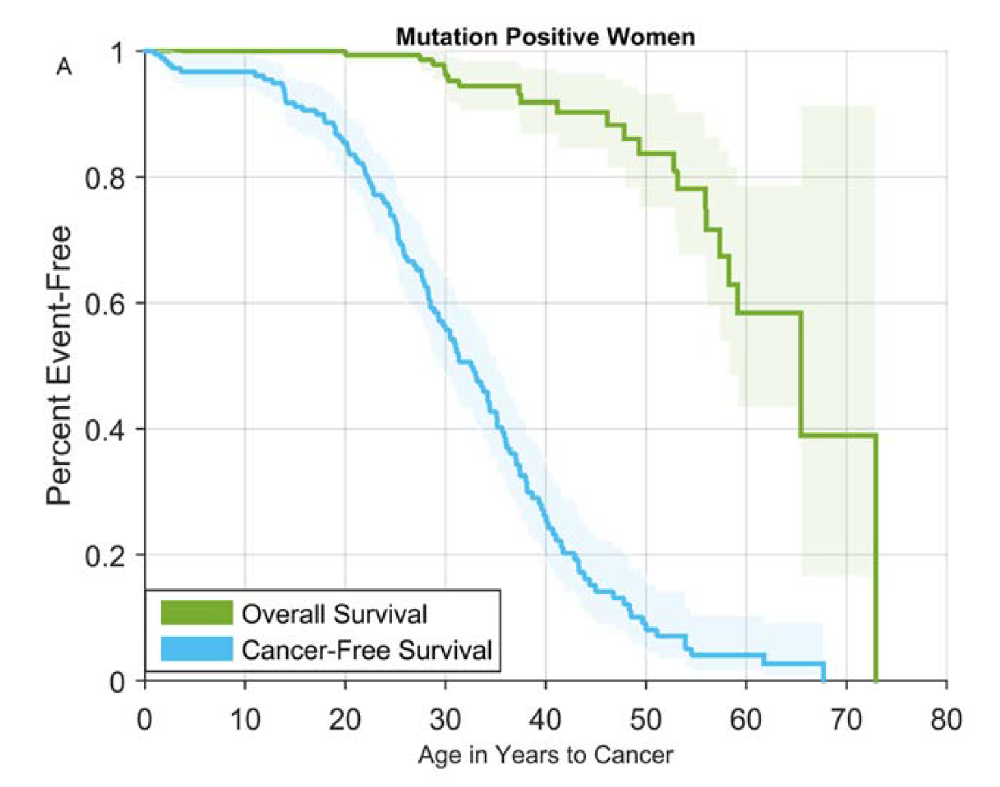 Mutation Positive Women
A
Percent Event-Free
1
0.8
0.6
0.4
0.2
0
Overall Survival
Cancer-Free Survival
0 10 20 30 40 50 60 70 80
Age in Years to Cancer